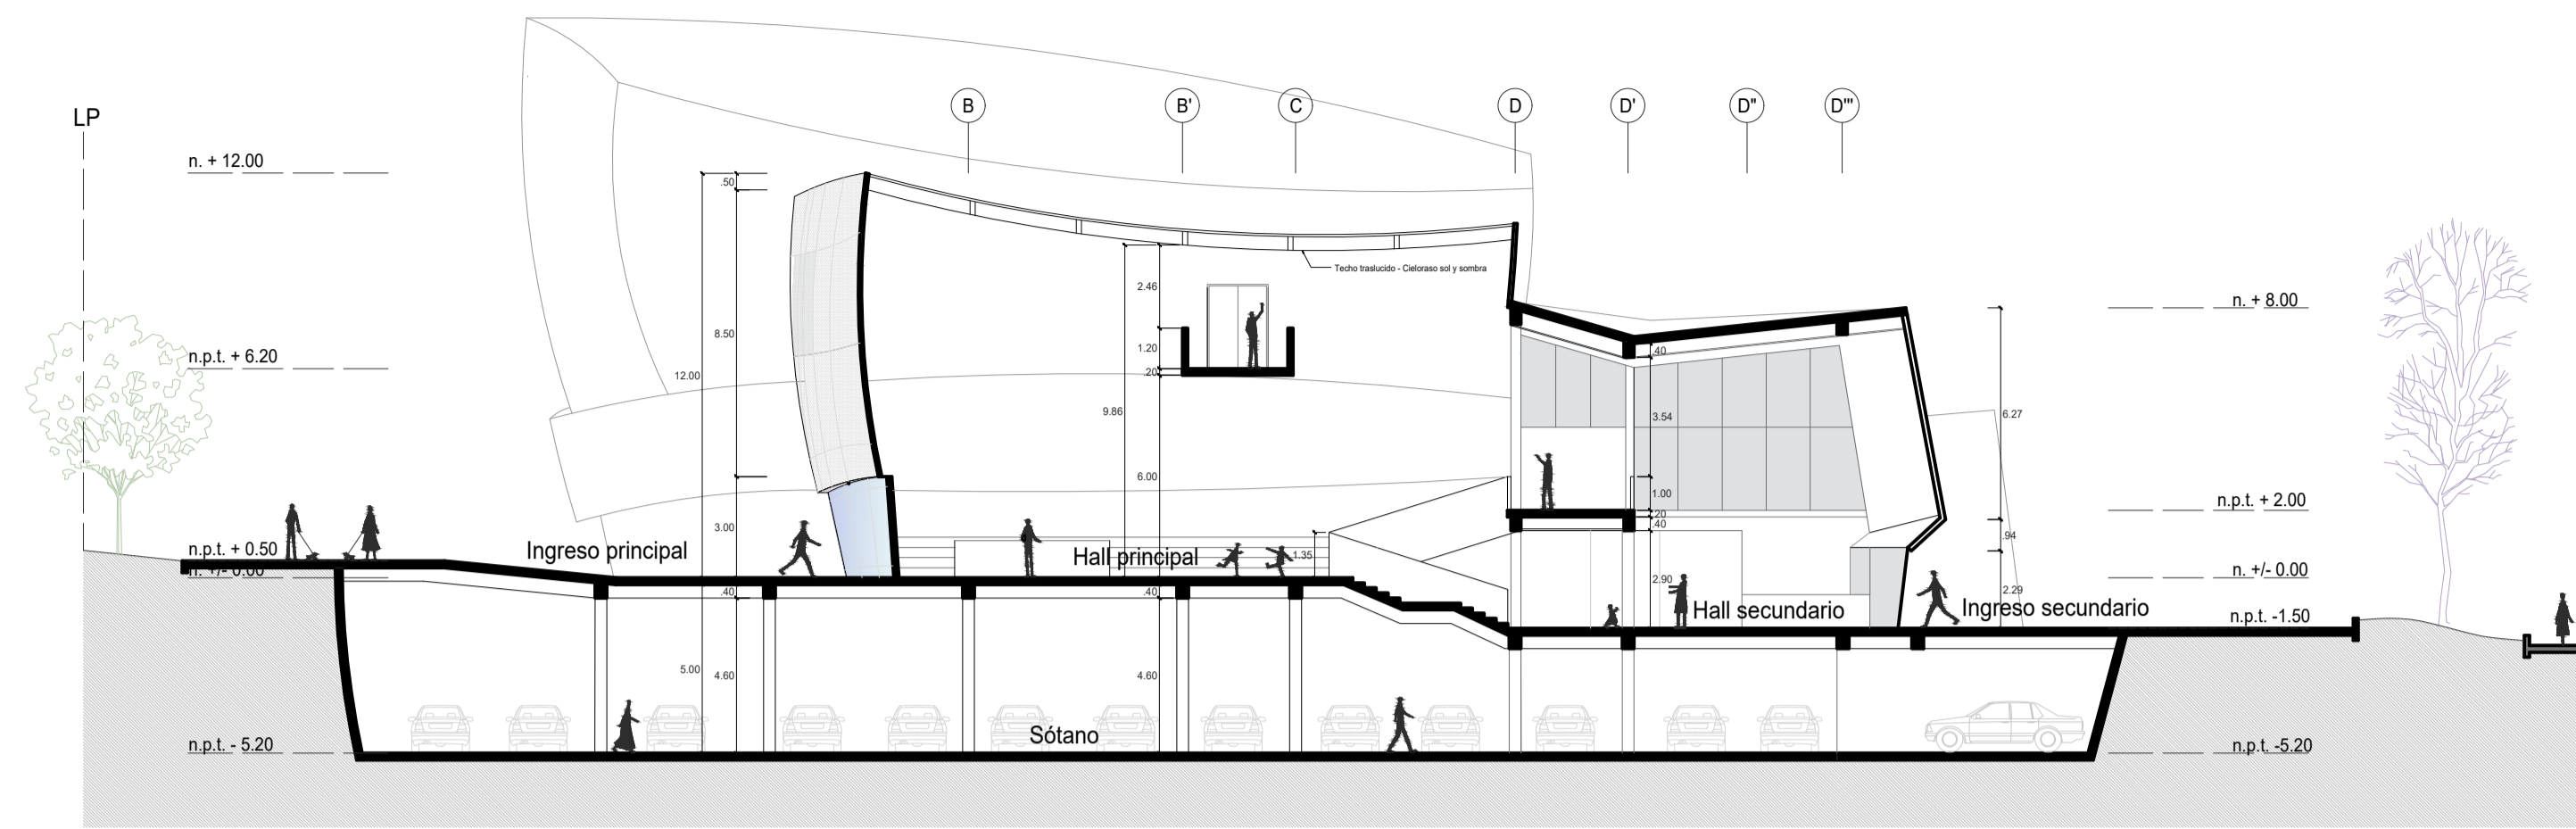 LP
B
B'
C
D
D'
D"
D"'
n. + 12.00
.50
12.00
8.50
3.00
Techo traslucido - Cieloraso sol y sombra
2.46
1.20
.20
9.86
6.00
n. + 8.00
.40
3.54
6.27
1.00
.20
.40
n.p.t. + 6.20
n.p.t. + 2.00
.94
n.p.t. + 0.50
n. +/- 0.00
Ingreso principal
Hall principal
1.35
2.90
Hall secundario
2.29
Ingreso secundario
n. +/- 0.00
n.p.t. -1.50
.40
.40
5.00
4.60
4.60
Sótano
n.p.t. - 5.20
n.p.t. -5.20